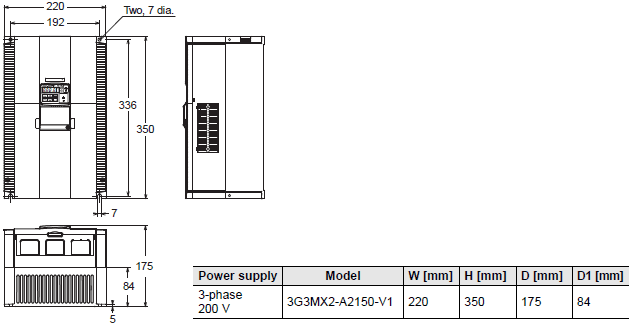 220
Two, 7 dia.
192
336
350
7
175
84
5
Power supply Model W [mm] H [mm] D [mm] D1 [mm]
3-phase
200 V
3G3MX2-A2150-V1 220 350 175 84